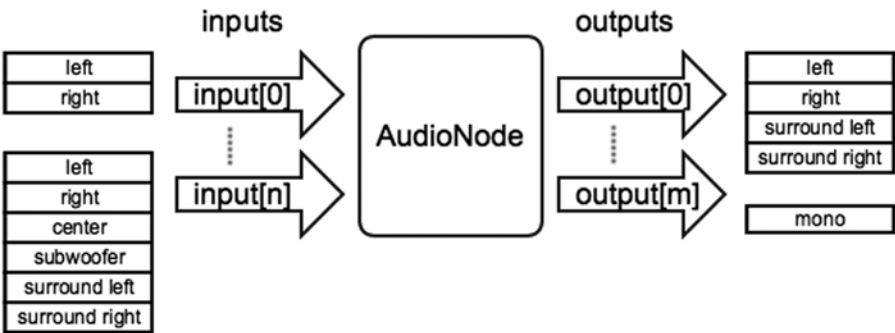 inputs
outputs
left
right
input[0]
AudioNode
output[0]
left
right
surround left
surround right
left
right
center
subwoofer
surround left
surround right
input[n]
output[m]
mono